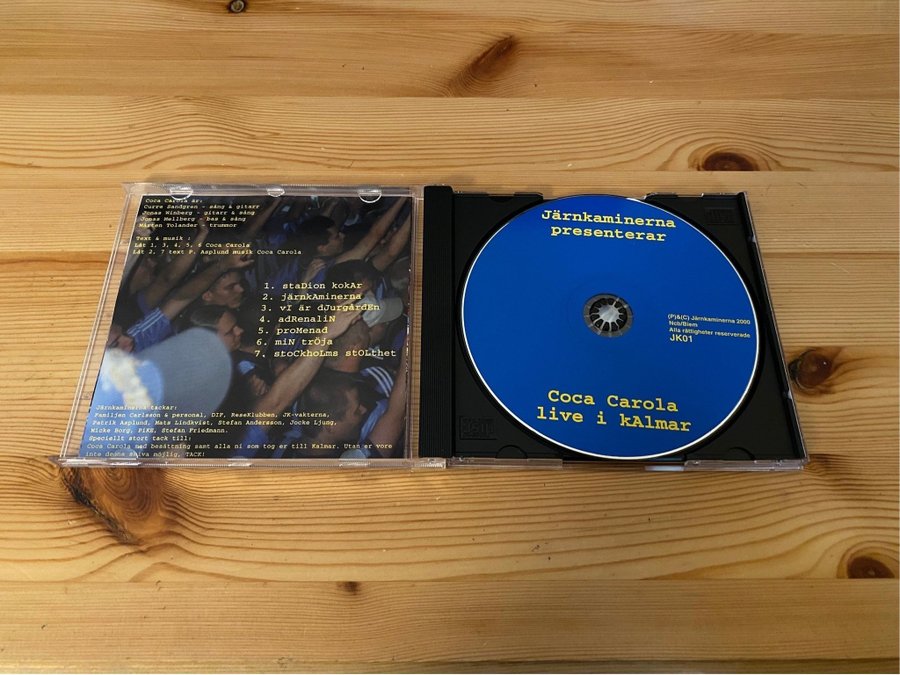 Coca Carola är:
Curre Sandgren - sång & gitarr
Jonas Winberg - gitarr & sång
Jonas Hellberg - bas & sång
Mårten Tolander - trummor
Text & musik :
Låt 1, 3, 4, 5, 6 Coca Carola
Låt 2, 7 text P. Asplund musik Coca Carola
1. staDion kokAr
2. järnkAminerna
3. vI är dJurgårdEn
4. adRenaliN
5. proMenad
6. miN trÖja
7. stoCkhoLms stOLthet !
Järnkaminerna tackar:
Familjen Carlsson & personal, DIF, ReseKlubben, JK-vakterna,
Patrik Asplund, Mats Lindkvist, Stefan Andersson, Jocke Ljung,
Micke Borg, PiKE, Stefan Friedmann.
Speciellt stort tack till:
Coca Carola med besättning samt alla ni som tog er till Kalmar. Utan er vore
inte denna skiva möjlig, TACK!
Järnkaminerna
presenterar
(P)&(C) Järnkaminerna 2000
Ncb/Biem
Alla rättigheter reserverade
JK01
Coca Carola
live i kAlmar